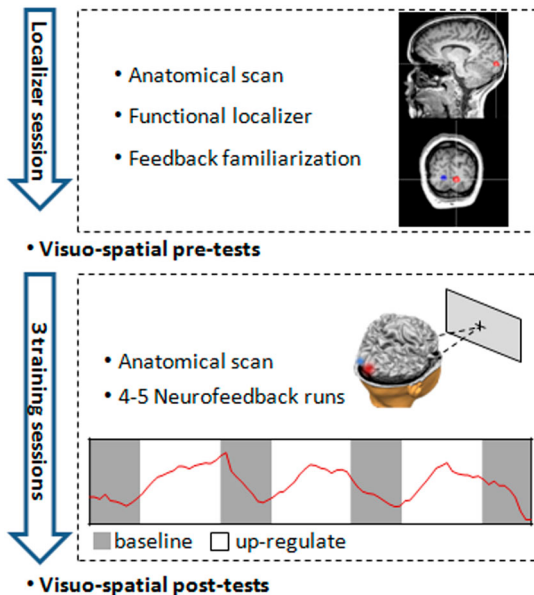 Localizer session
• Anatomical scan
• Functional localizer
• Feedback familiarization
• Visuo-spatial pre-tests
3 training sessions
• Anatomical scan
• 4-5 Neurofeedback runs
baseline up-regulate
• Visuo-spatial post-tests